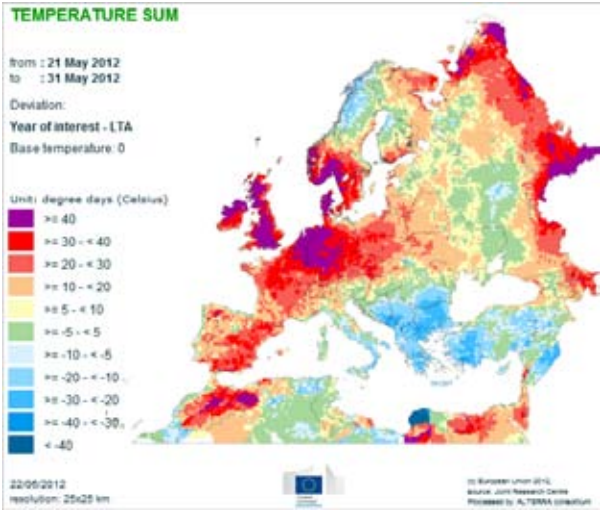 TEMPERATURE SUM
from : 21 May 2012
to : 31 May 2012
Deviation:
Year of interest - LTA
Base temperature: 0
Unit: degree days (Celsius)
>= 40
>= 30 - < 40
>= 20 - < 30
>= 10 - < 20
>= 5 - < 10
>= -5 - < 5
>= -10 - < -5
>= -20 - < -10
>= -30 - < -20
>= -40 - < -30
< -40
22/06/2012
resolution: 25x25 km
(c) European Union 2012
source: Joint Research Centre
Processed by ALTERRA consortium